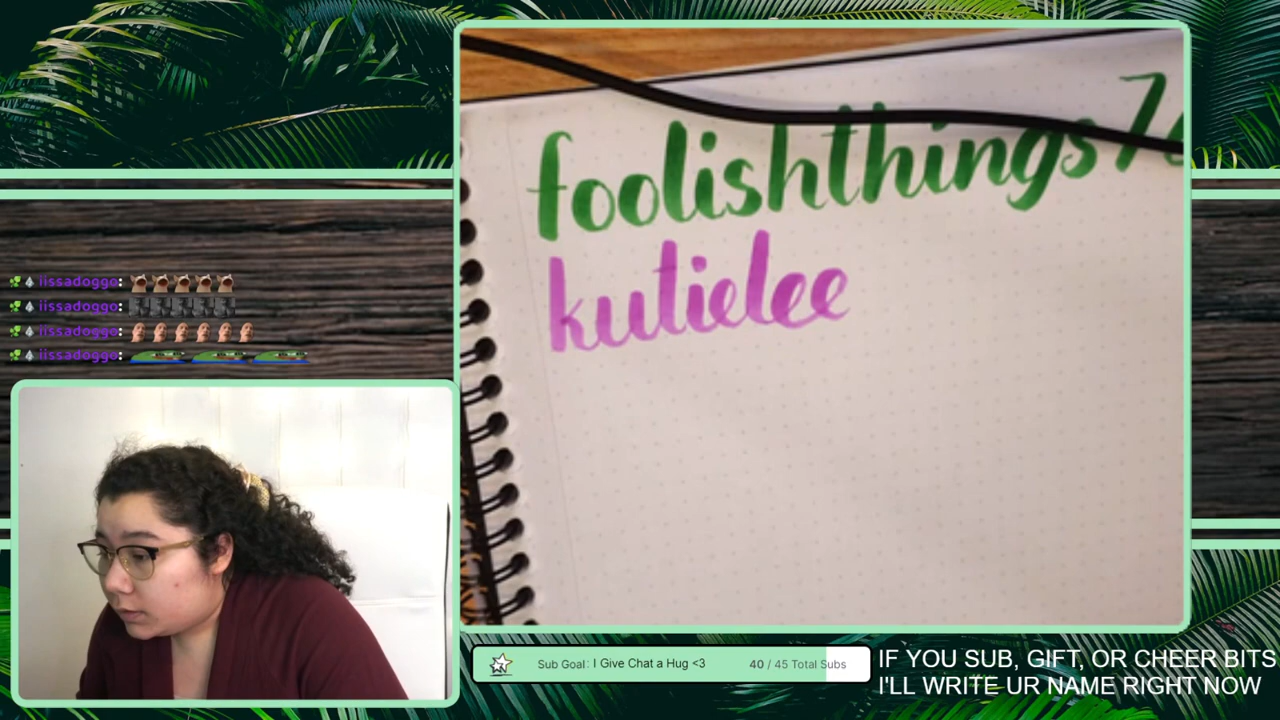 foolishthings7
kutielee
iissadoggo:
iissadoggo:
iissadoggo:
iissadoggo:
Sub Goal: I Give Chat a Hug <3 40 / 45 Total Subs
IF YOU SUB, GIFT, OR CHEER BITS
I'LL WRITE UR NAME RIGHT NOW